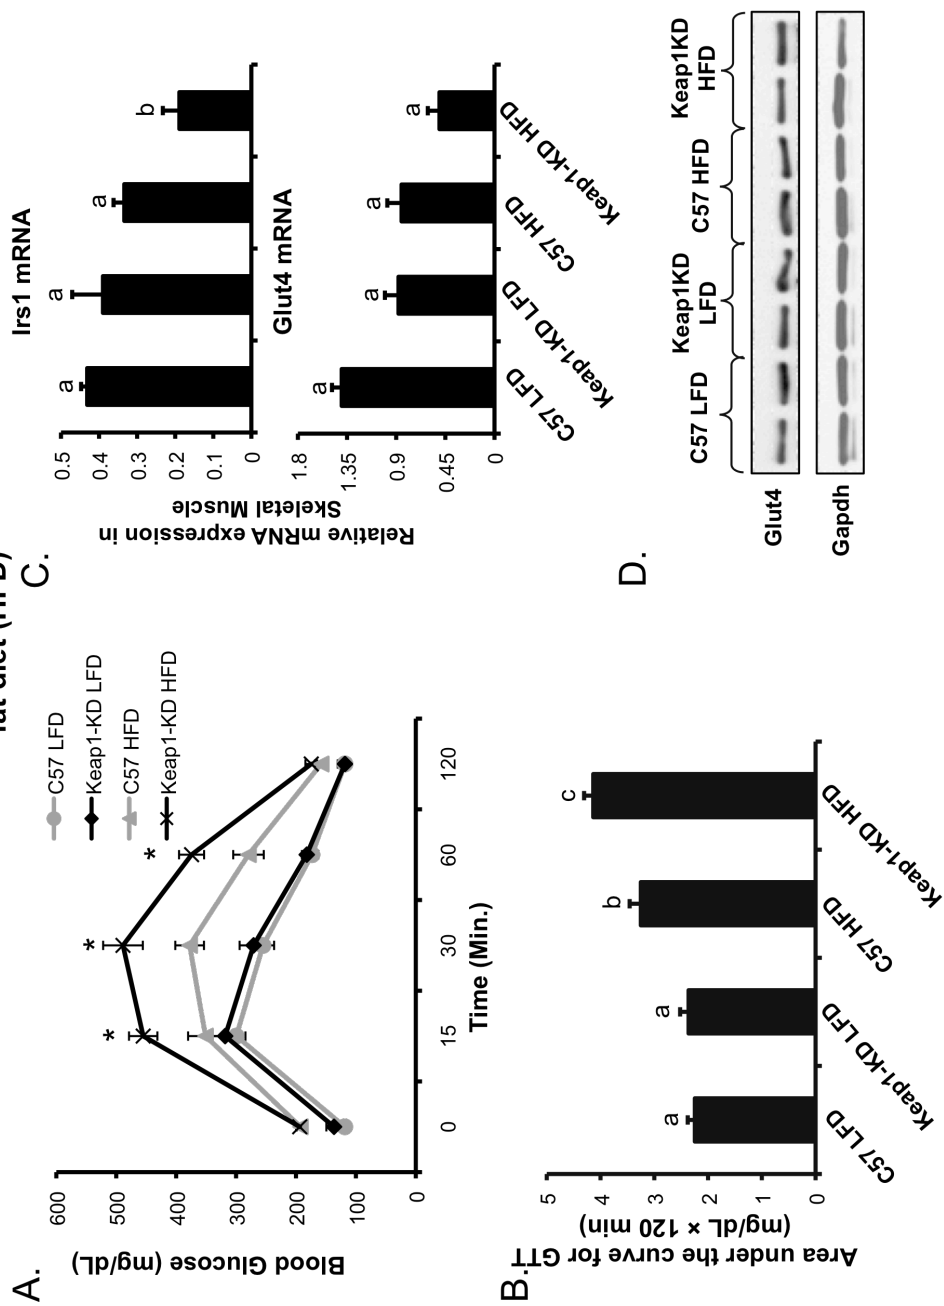 fat diet (HFD)
A.
Blood Glucose (mg/dL)
600
500
400
300
200
100
0
0
15
30
60
120
Time (Min.)
*
*
*
C57 LFD
Keap1-KD LFD
C57 HFD
Keap1-KD HFD
B.
Area under the curve for GTT
(mg/dL × 120 min)
5
4
3
2
1
0
a
a
b
c
C57 LFD
Keap1-KD LFD
C57 HFD
Keap1-KD HFD
C.
Relative mRNA expression in
Skeletal Muscle
Irs1 mRNA
0.5
0.4
0.3
0.2
0.1
0
a
a
a
b
Glut4 mRNA
1.8
1.35
0.9
0.45
0
a
a
a
a
C57 LFD
Keap1-KD LFD
C57 HFD
Keap1-KD HFD
D.
C57 LFD
Keap1KD
LFD
C57 HFD
Keap1KD
HFD
Glut4
Gapdh